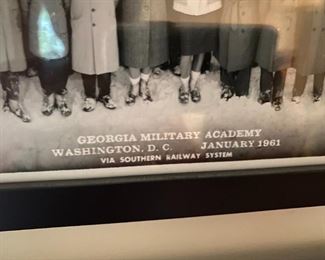 GEORGIA MILITARY ACADEMY
WASHINGTON, D. C. JANUARY 1961
VIA SOUTHERN RAILWAY SYSTEM